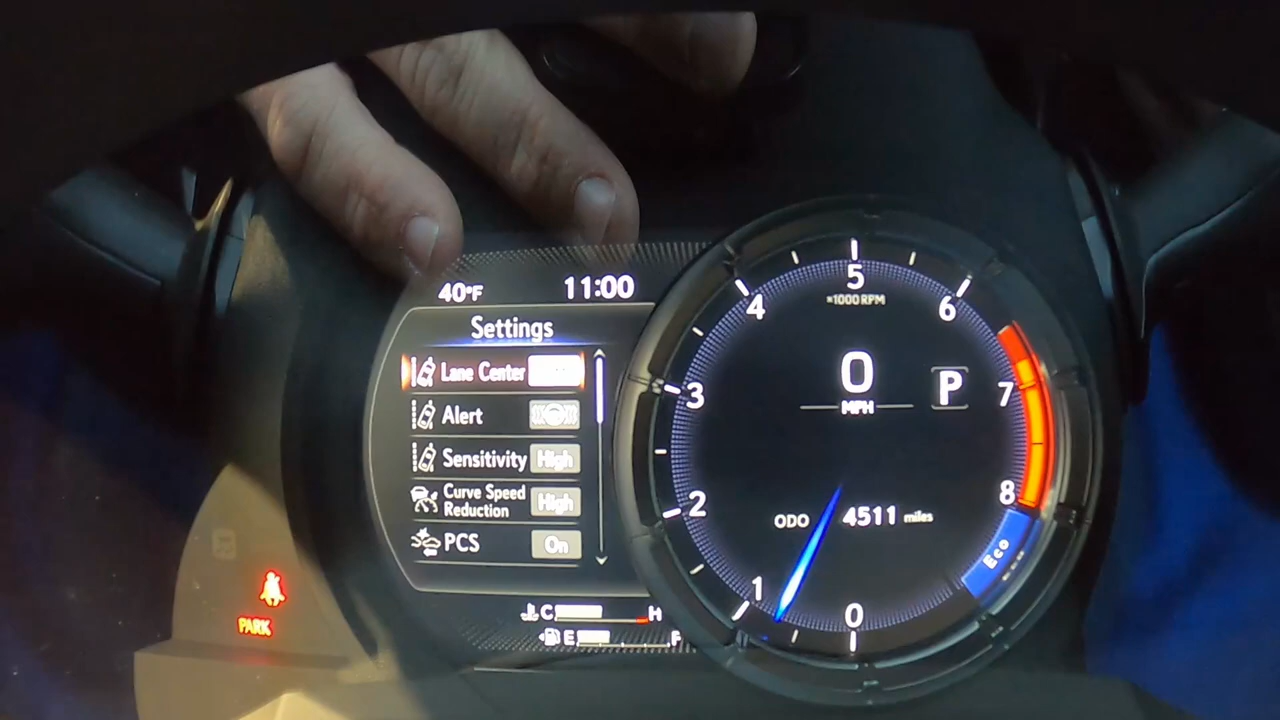 40°F 11:00
Settings
Lane Center
Alert
Sensitivity High
Curve Speed
Reduction High
PCS On
C H
E F
PARK
5
×1000 RPM
4 6
3 7
2 8
1 0
0
MPH
P
ODO 4511 miles
Eco